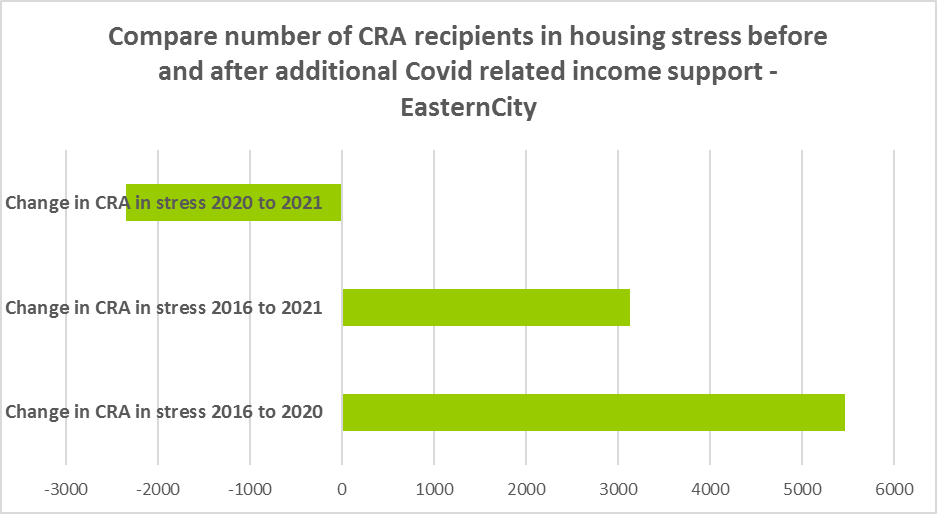 Compare number of CRA recipients in housing stress before
and after additional Covid related income support -
EasternCity
Change in CRA in stress 2020 to 2021
Change in CRA in stress 2016 to 2021
Change in CRA in stress 2016 to 2020
-3000 -2000 -1000 0 1000 2000 3000 4000 5000 6000